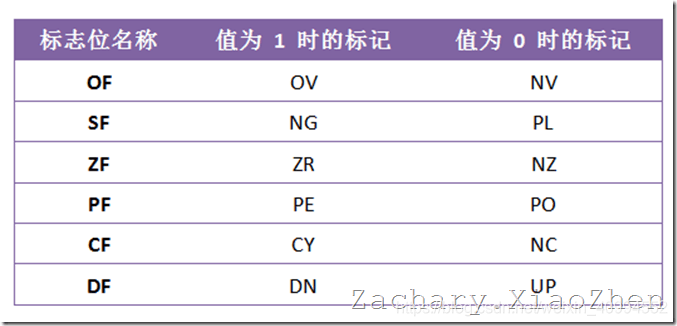 标志位名称 值为 1 时的标记 值为 0 时的标记
OF OV NV
SF NG PL
ZF ZR NZ
PF PE PO
CF CY NC
DF DN UP
Zachary XiaoZhen